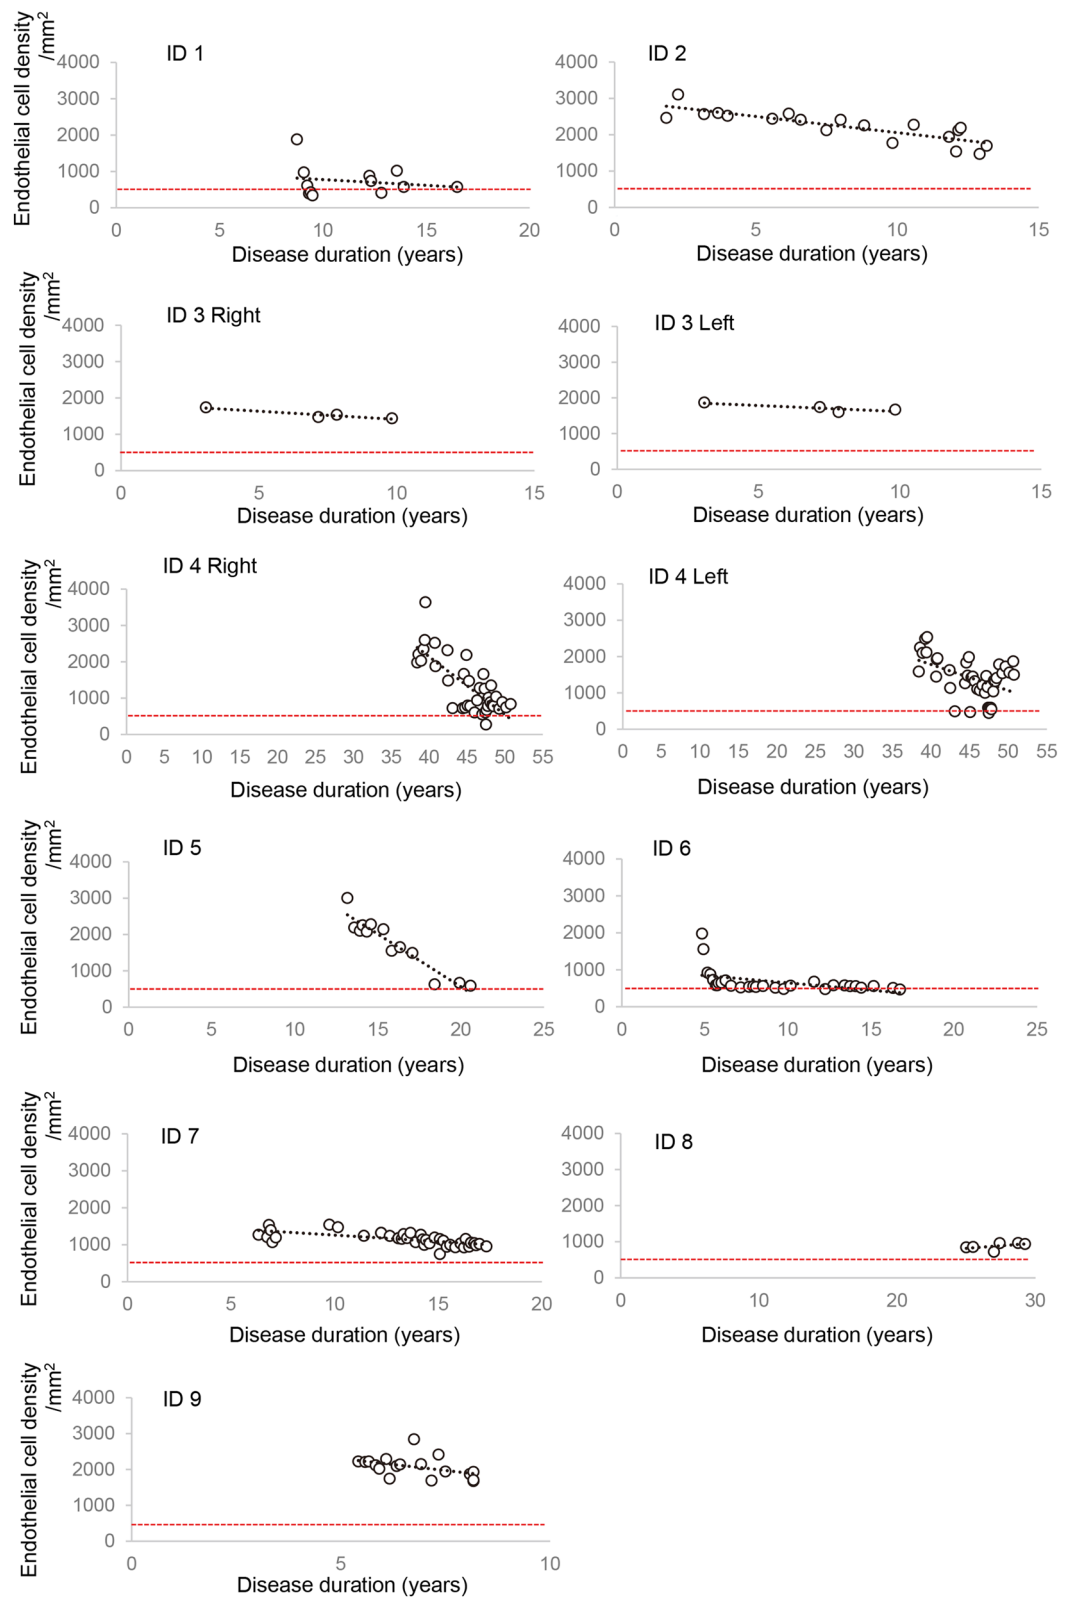 Endothelial cell density
/mm2
ID 1
4000
3000
2000
1000
0
0 5 10 15 20
Disease duration (years)
ID 2
4000
3000
2000
1000
0
0 5 10 15
Disease duration (years)
Endothelial cell density
/mm2
ID 3 Right
4000
3000
2000
1000
0
0 5 10 15
Disease duration (years)
ID 3 Left
4000
3000
2000
1000
0
0 5 10 15
Disease duration (years)
Endothelial cell density
/mm2
ID 4 Right
4000
3000
2000
1000
0
0 5 10 15 20 25 30 35 40 45 50 55
Disease duration (years)
ID 4 Left
4000
3000
2000
1000
0
0 5 10 15 20 25 30 35 40 45 50 55
Disease duration (years)
Endothelial cell density
/mm2
ID 5
4000
3000
2000
1000
0
0 5 10 15 20 25
Disease duration (years)
ID 6
4000
3000
2000
1000
0
0 5 10 15 20 25
Disease duration (years)
Endothelial cell density
/mm2
ID 7
4000
3000
2000
1000
0
0 5 10 15 20
Disease duration (years)
ID 8
4000
3000
2000
1000
0
0 10 20 30
Disease duration (years)
Endothelial cell density
/mm2
ID 9
4000
3000
2000
1000
0
0 5 10
Disease duration (years)